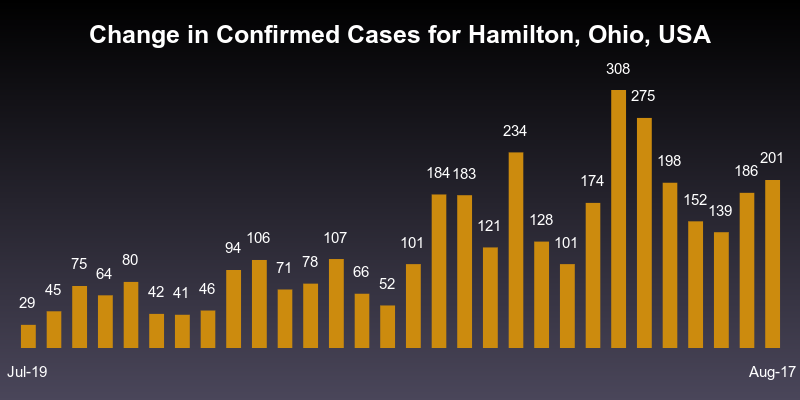 Change in Confirmed Cases for Hamilton, Ohio, USA
29 45 75 64 80 42 41 46 94 106 71 78 107 66 52 101 184 183 121 234 128 101 174 308 275 198 152 139 186 201
Jul-19 Aug-17